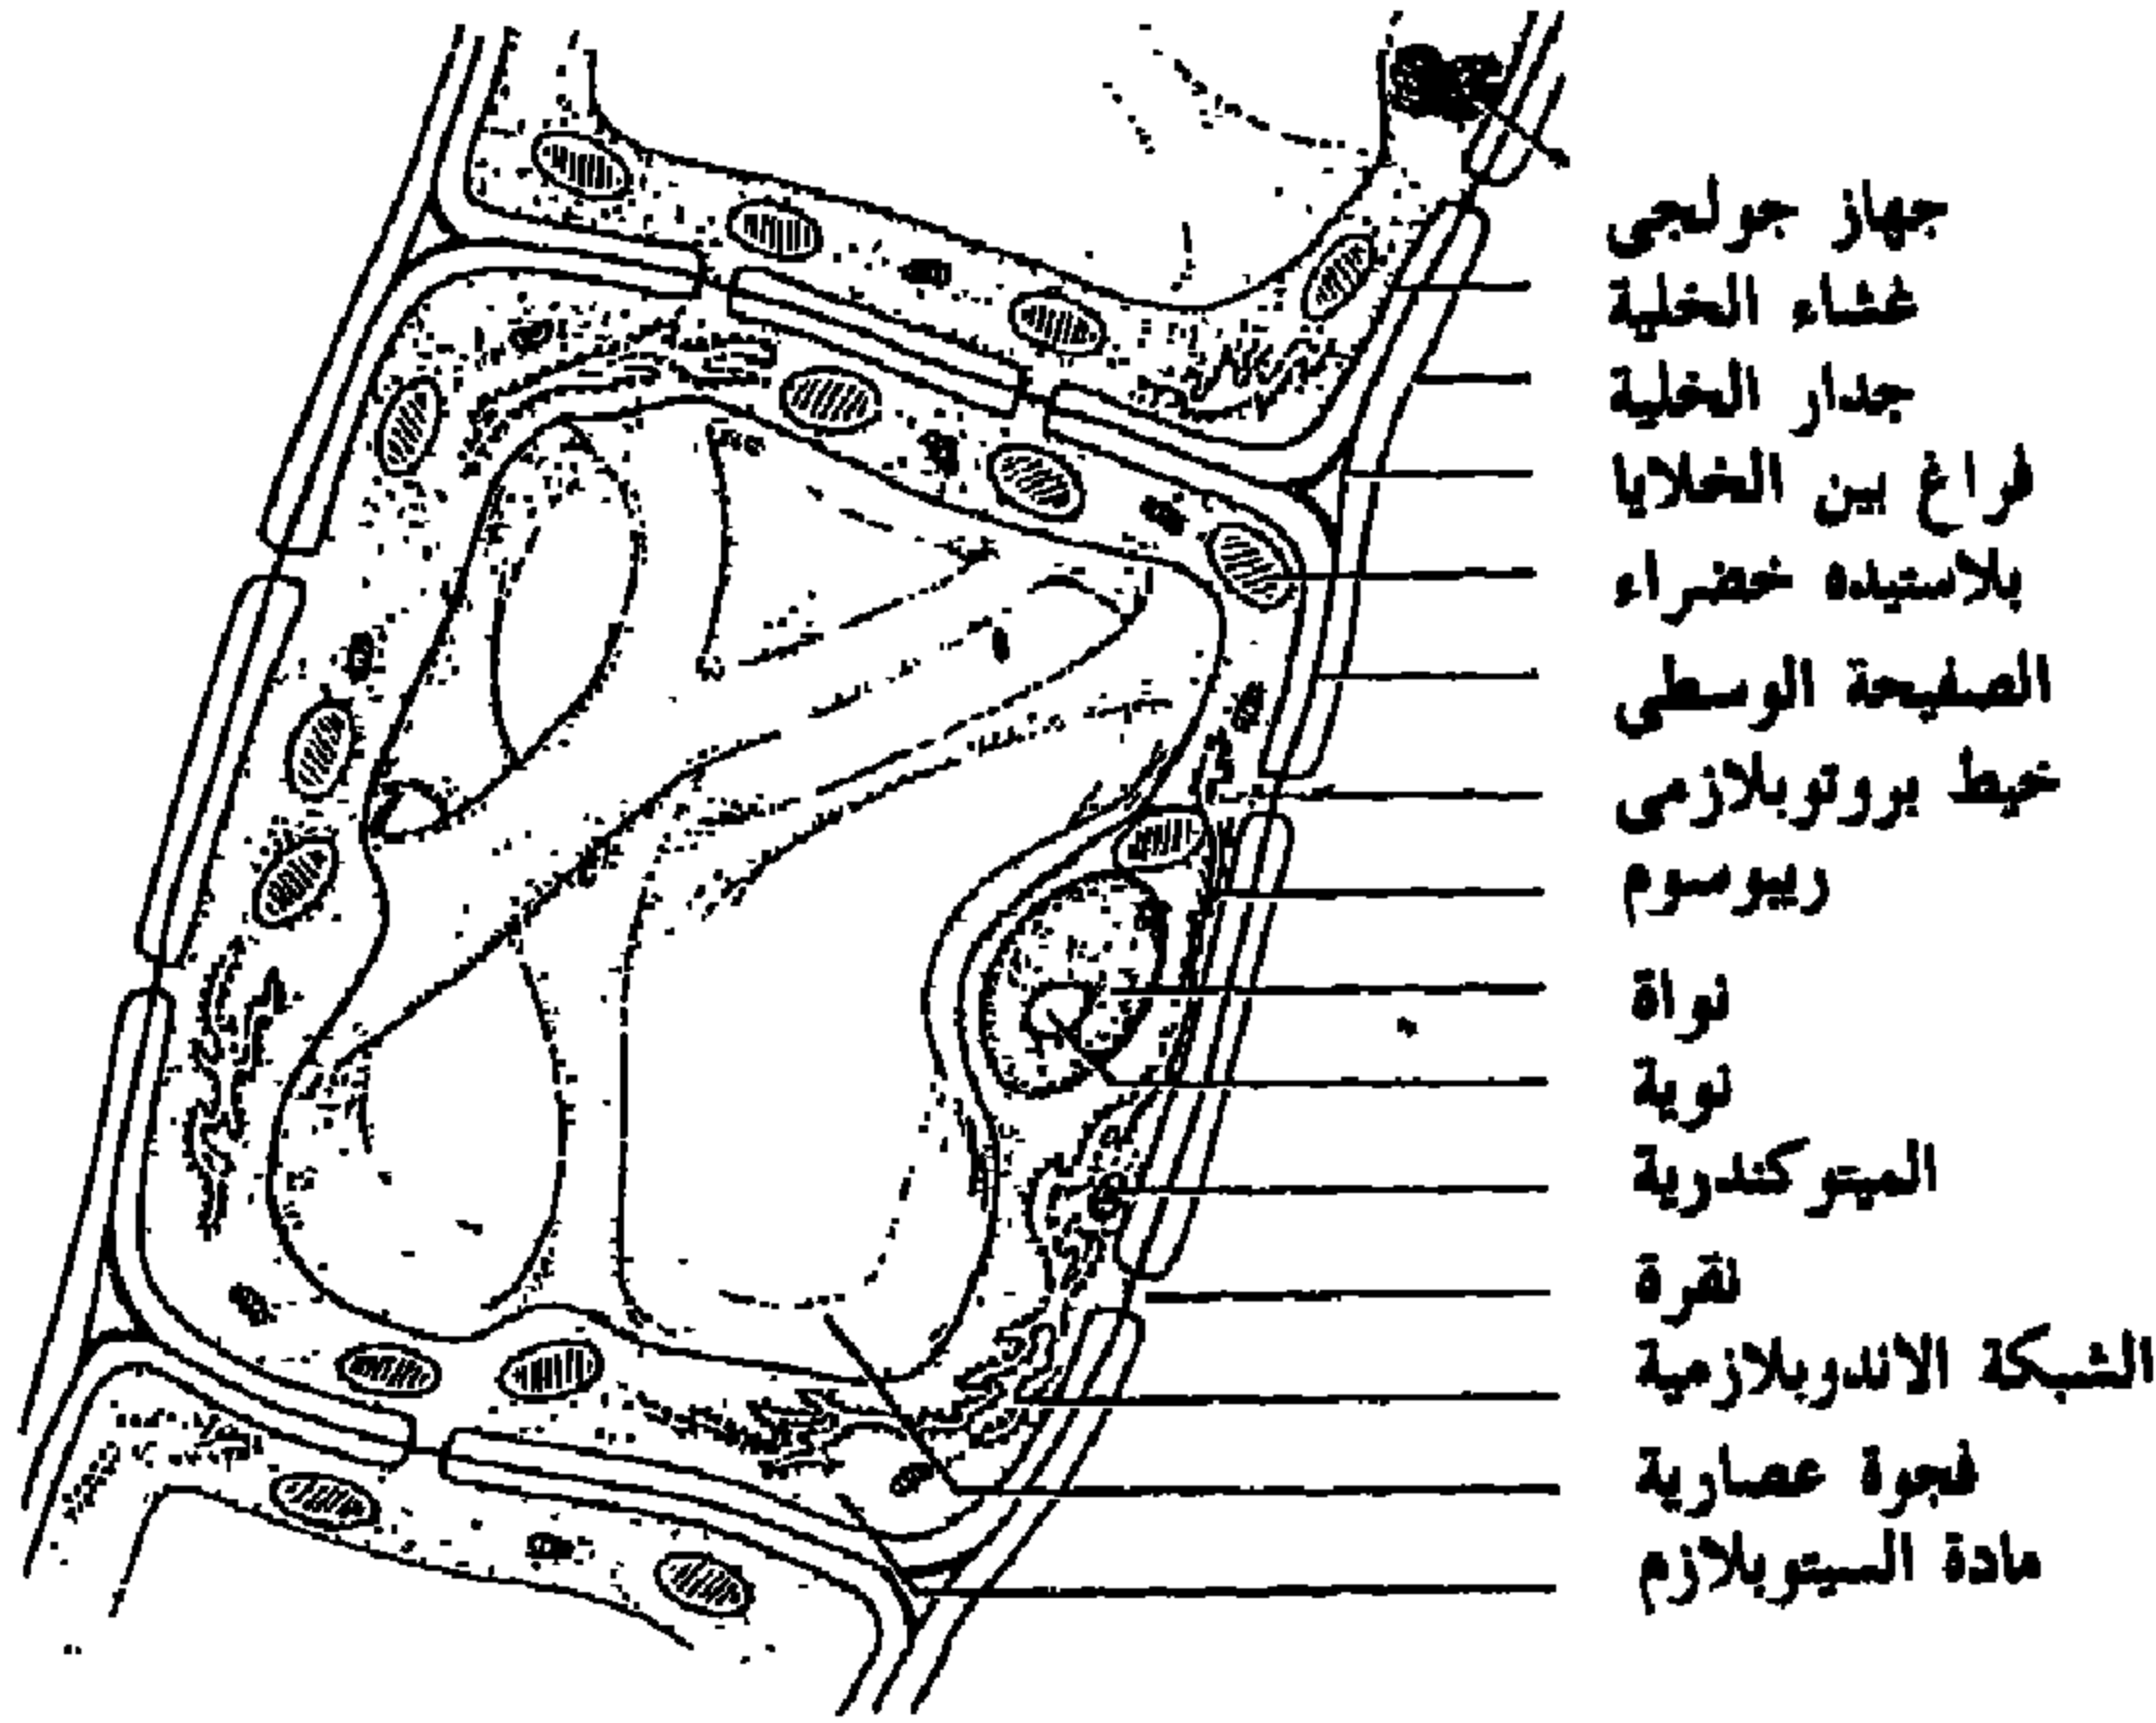 جهاز جولجى
غشاء الخلية
جدار الخلية
فراغ بين الخلايا
بلاستيده خضراء
الصفيحة الوسطى
خيط بروتوبلازمى
ريبوسوم
نواة
نوية
الميتوكندرية
نقرة
الشبكة الاندوبلازمية
فجوة عصارية
مادة السيتوبلازم